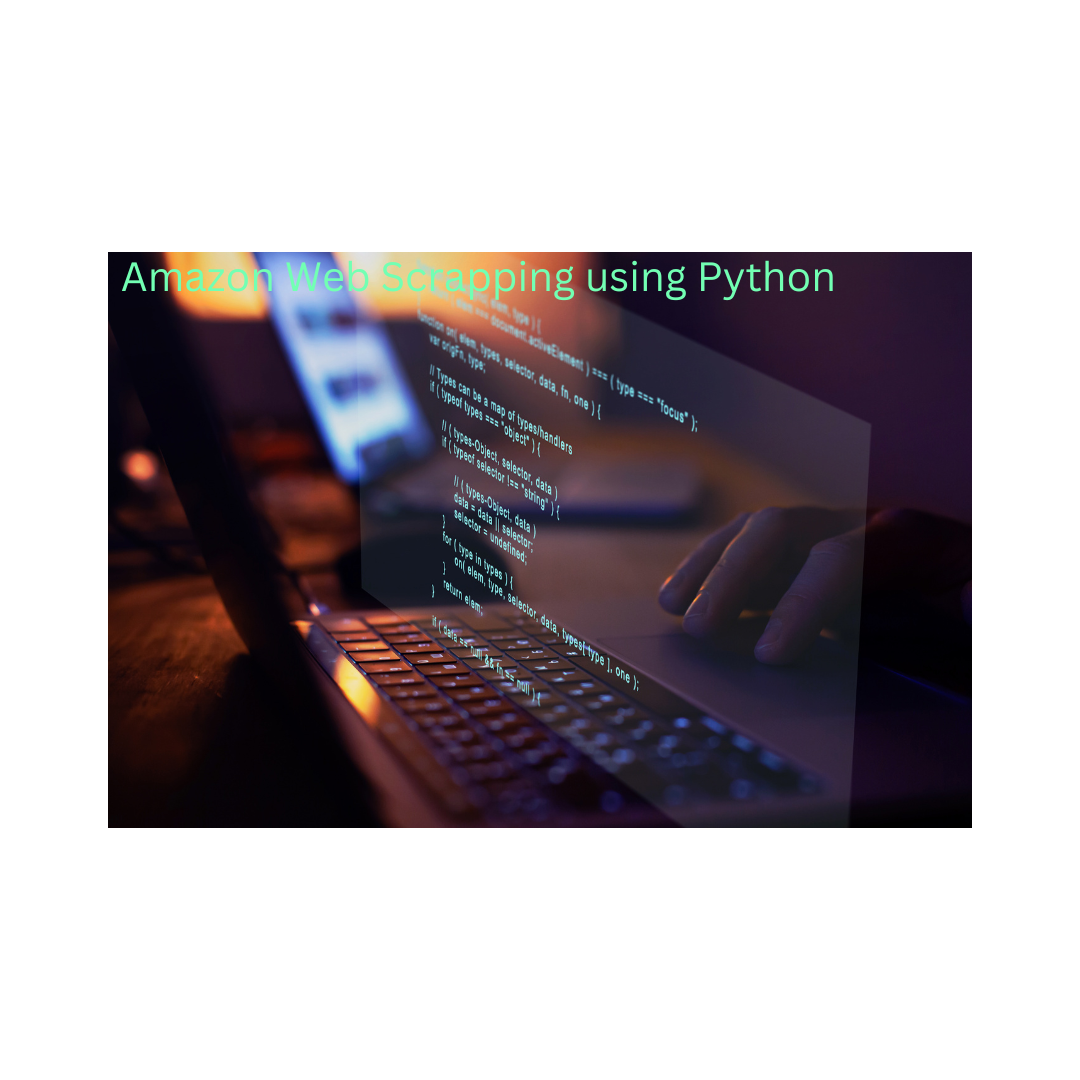 Amazon Web Scrapping using Python
elem, type ) {
elem === document.activeElement ) === ( type === "focus" );
function on( elem, types, selector, data, fn, one ) {
var origFn, type;
// Types can be a map of types/handlers
if ( typeof types === "object" ) {
// ( types-Object, selector, data )
if ( typeof selector !== "string" ) {
// ( types-Object, data )
data = data || selector;
selector = undefined;
}
for ( type in types ) {
on( elem, type, selector, data, types[ type ], one );
}
return elem;
}
if ( data == null && fn == null ) {